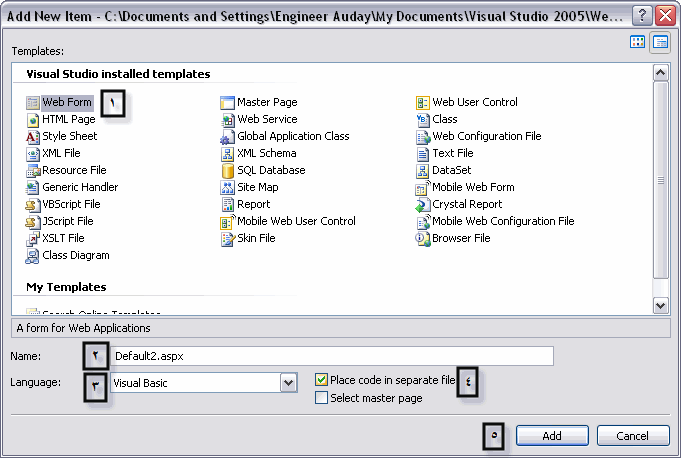 Add New Item - C:\Documents and Settings\Engineer Auday\My Documents\Visual Studio 2005\We...
Templates:
Visual Studio installed templates
Web Form ١ Master Page Web User Control
HTML Page Web Service Class
Style Sheet Global Application Class Web Configuration File
XML File XML Schema Text File
Resource File SQL Database DataSet
Generic Handler Site Map Mobile Web Form
VBScript File Report Crystal Report
JScript File Mobile Web User Control Mobile Web Configuration File
XSLT File Skin File Browser File
Class Diagram
My Templates
Search Online Templates...
A form for Web Applications
Name: ٢ Default2.aspx
Language: ٣ Visual Basic Place code in separate file ٤
Select master page
٥ Add Cancel